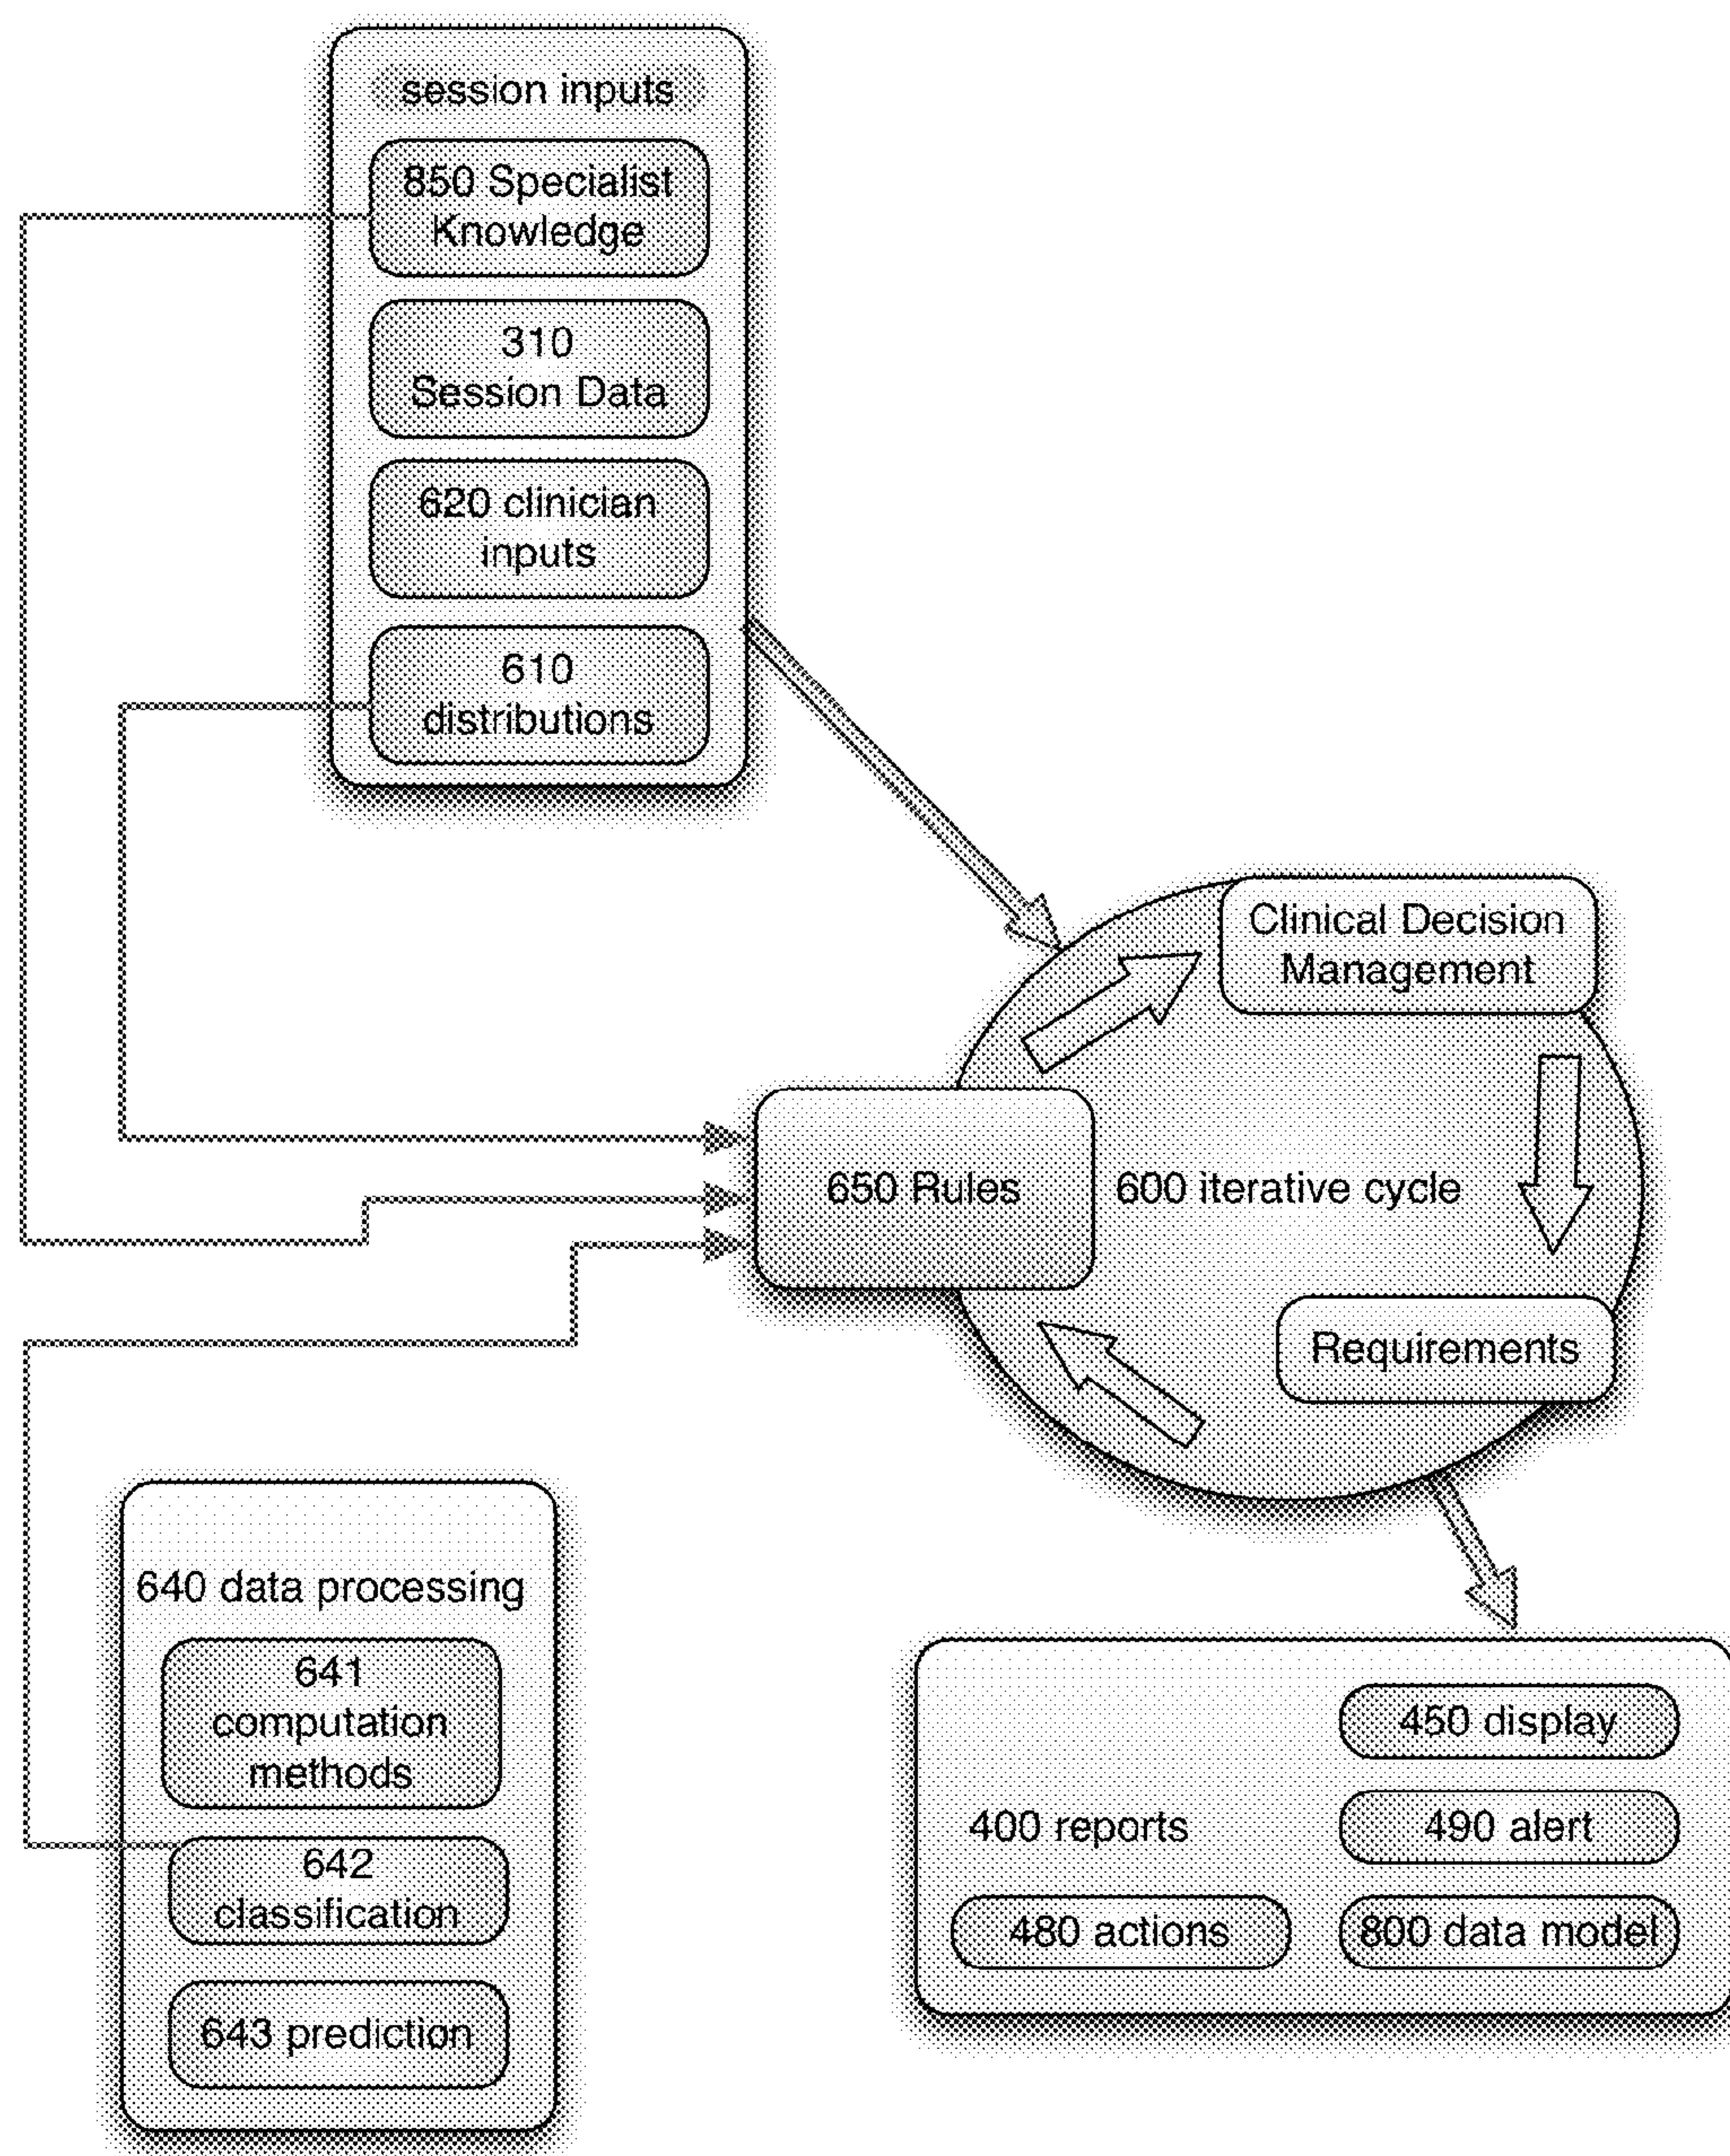 session inputs
850 Specialist
Knowledge
310
Session Data
620 clinician
inputs
610
distributions
Clinical Decision
Management
650 Rules
600 iterative cycle
Requirements
640 data processing
641
computation
methods
642
classification
643 prediction
450 display
400 reports
490 alert
480 actions
800 data model